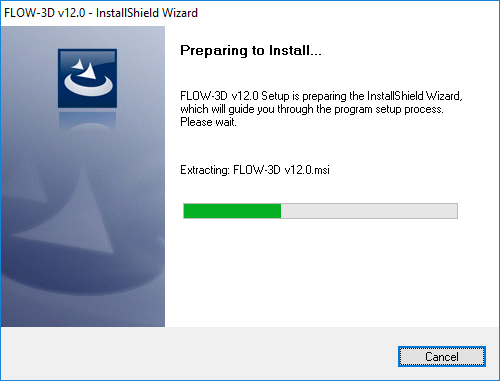 FLOW-3D v12.0 - InstallShield Wizard
Preparing to Install...
FLOW-3D v12.0 Setup is preparing the InstallShield Wizard,
which will guide you through the program setup process.
Please wait.
Extracting: FLOW-3D v12.0.msi
Cancel